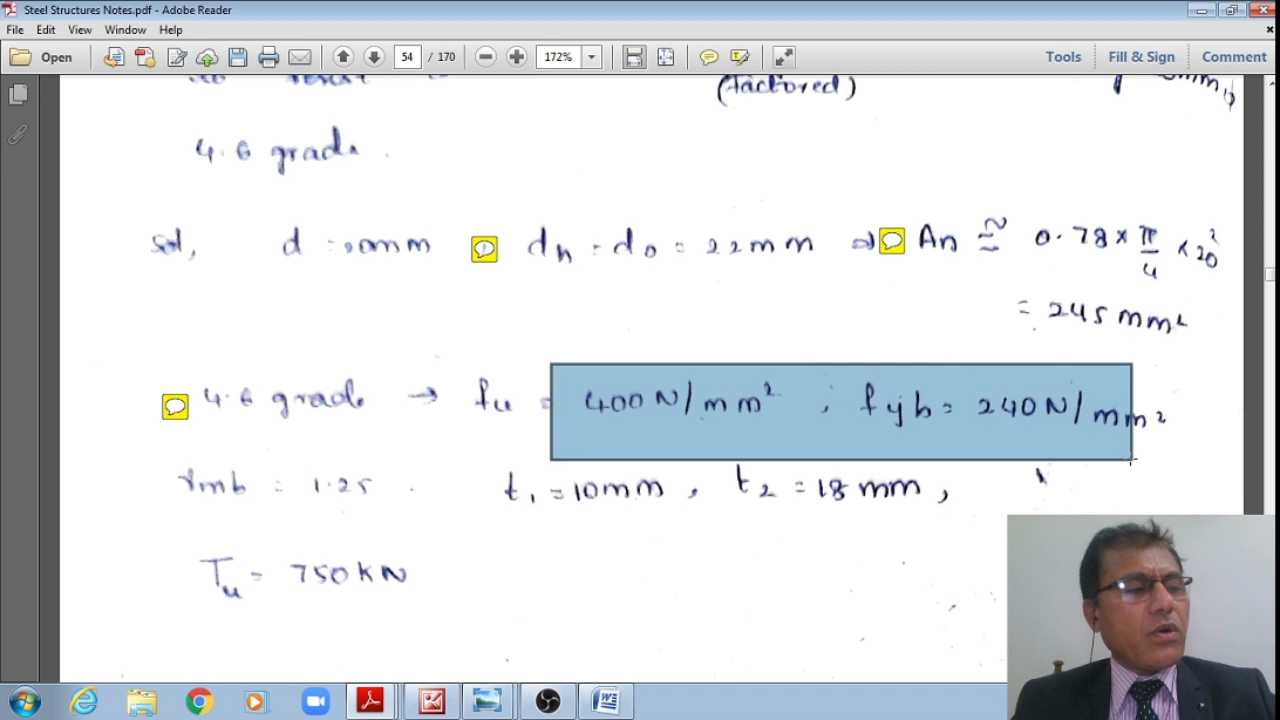 Steel Structures Notes.pdf - Adobe Reader
File Edit View Window Help
Open 54 / 170 172% Tools Fill & Sign Comment
(factored)
4.6 grade.
Sol, d = 20mm dn = do = 22mm ⇒ An ≃ 0.78 × π/4 × 20²
= 245 mm²
4.6 grade → fu = 400 N/mm² ; fyb = 240 N/mm²
γmb = 1.25 . t₁ = 10mm , t₂ = 18 mm ,
Tu = 750 KN